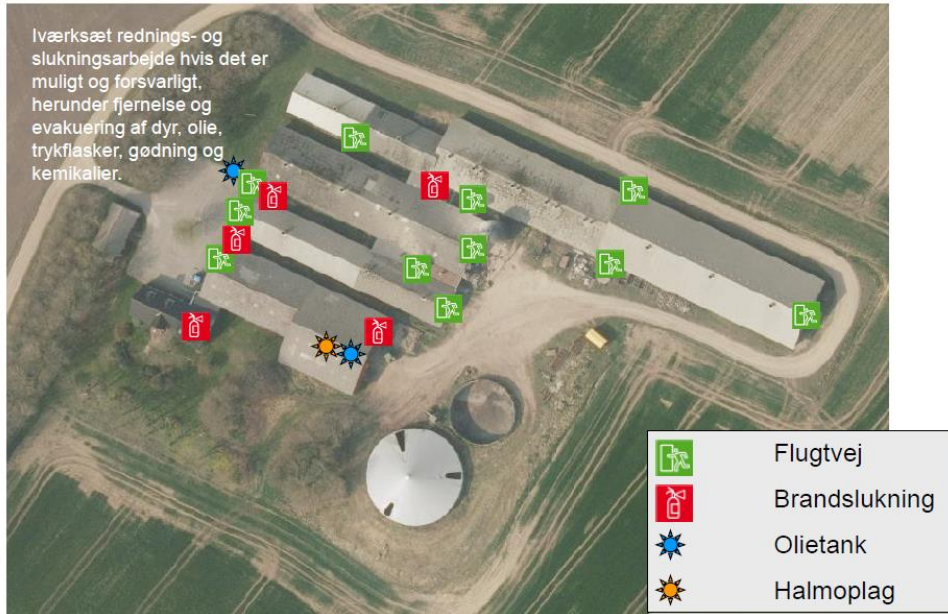 Iværksæt rednings- og
slukningsarbejde hvis det er
muligt og forsvarligt,
herunder fjernelse og
evakuering af dyr, olie,
trykflasker, gødning og
kemikalier.
Flugtvej
Brandslukning
Olietank
Halmoplag